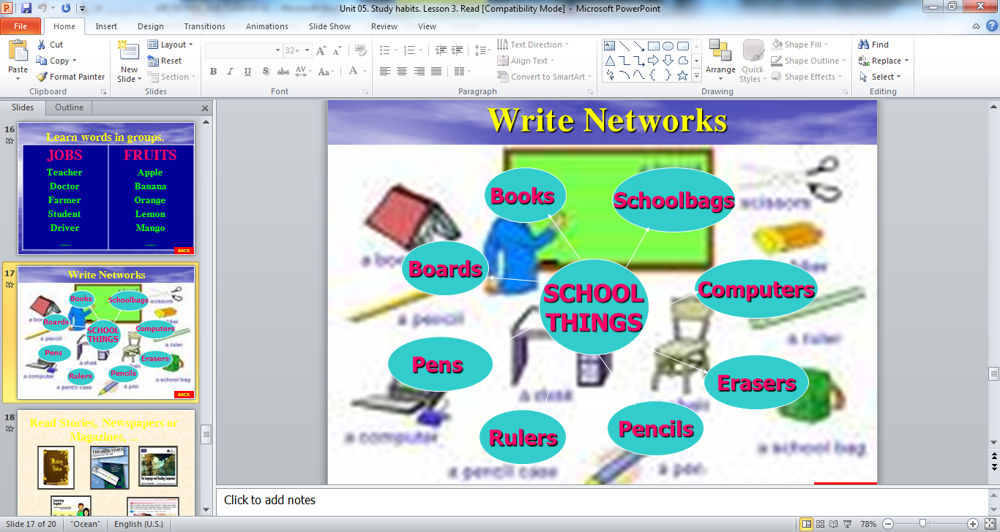 Unit 05. Study habits. Lesson 3. Read [Compatibility Mode] - Microsoft PowerPoint
File Home Insert Design Transitions Animations Slide Show Review View
Paste
Cut
Copy
Format Painter
Clipboard
New
Slide
Layout
Reset
Section
Slides
32+
Font
Text Direction
Align Text
Convert to SmartArt
Paragraph
Arrange
Quick
Styles
Shape Fill
Shape Outline
Shape Effects
Drawing
Find
Replace
Select
Editing
Slides Outline
16
Learn words in groups.
JOBS FRUITS
Teacher Apple
Doctor Banana
Farmer Orange
Student Lemon
Driver Mango
BACK
17
Write Networks
Books
Schoolbags
scissors
Boards
SCHOOL
THINGS
Computers
a pencil
a ruler
Pens
Erasers
Rulers
Pencils
a computer
a pencil case
a pen.
a school bag
BACK
18
Read Stories, Newspapers or
Magazines, ...
Fairy
Tales
THE TIMES
Learning
English
Write Networks
Books
Schoolbags
scissors
Boards
Computers
SCHOOL
THINGS
a pencil
a ruler
Pens
Erasers
Rulers
Pencils
a computer
a pencil case
a pen.
a school bag
Click to add notes
Slide 17 of 20 "Ocean" English (U.S.) 78%